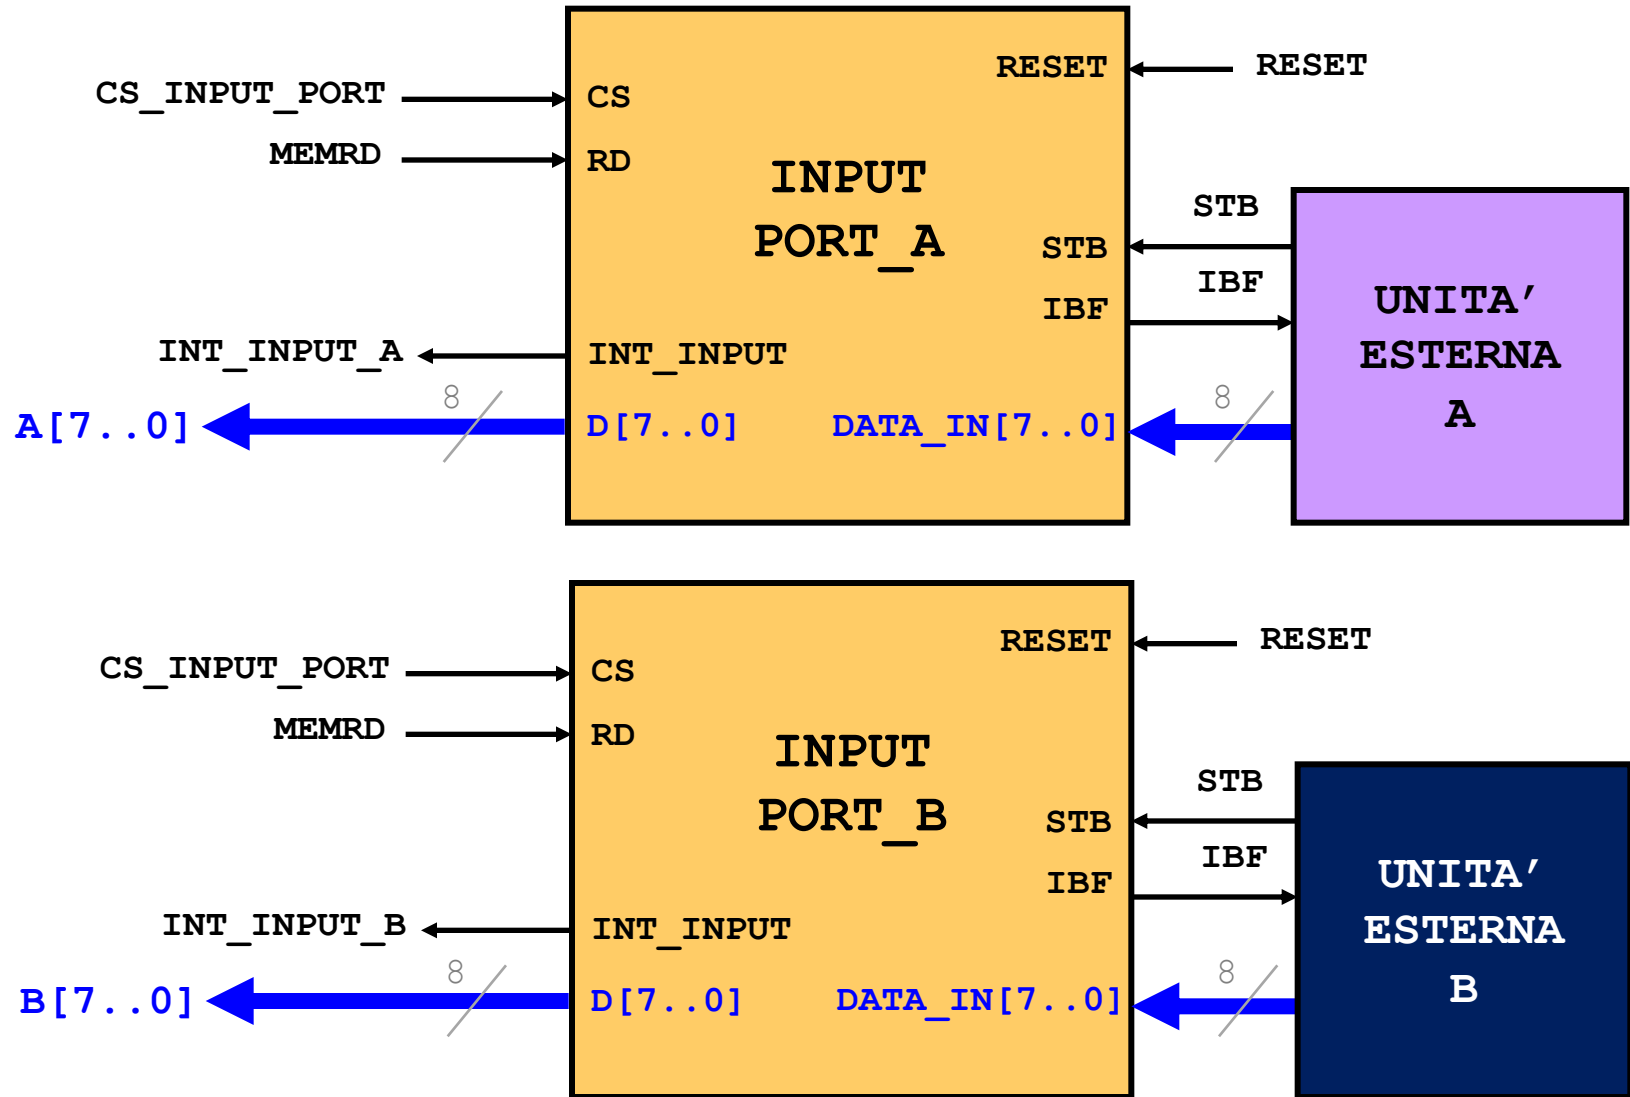 RESET
RESET
CS_INPUT_PORT
CS
MEMRD
RD
INPUT
PORT_A
STB
STB
IBF
IBF
UNITA’
ESTERNA
A
INT_INPUT_A
INT_INPUT
8
8
A[7..0]
D[7..0]
DATA_IN[7..0]
RESET
RESET
CS_INPUT_PORT
CS
MEMRD
RD
INPUT
PORT_B
STB
STB
IBF
IBF
UNITA’
ESTERNA
B
INT_INPUT_B
INT_INPUT
8
8
B[7..0]
D[7..0]
DATA_IN[7..0]